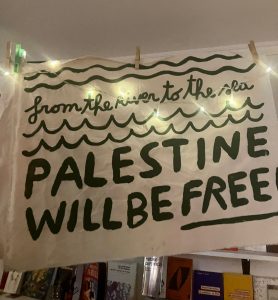 from the river to the sea
PALESTINE
WILL BE FREE!